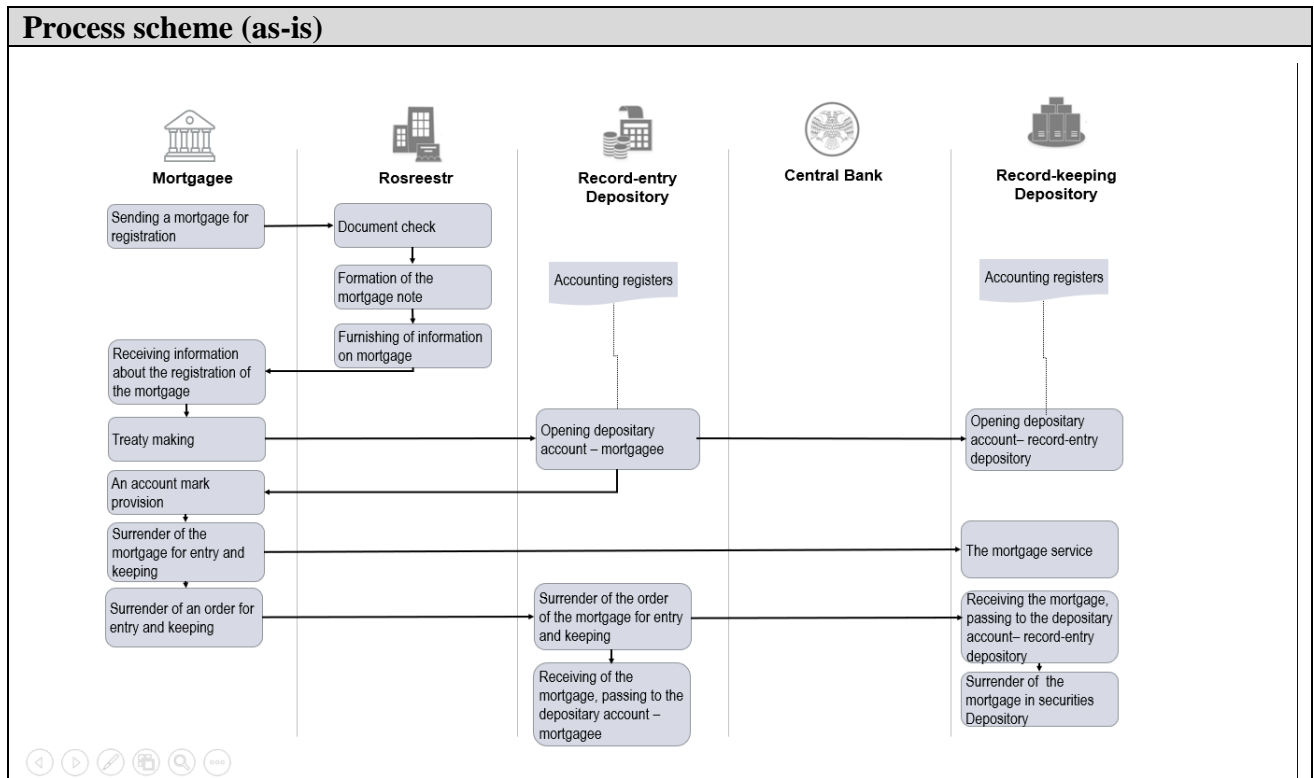 Process scheme (as-is)
Mortgagee
Rosreestr
Record-entry
Depository
Central Bank
Record-keeping
Depository
Sending a mortgage for
registration
Document check
Formation of the
mortgage note
Accounting registers
Accounting registers
Furnishing of information
on mortgage
Receiving information
about the registration of
the mortgage
Treaty making
Opening depositary
account – mortgagee
Opening depositary
account– record-entry
depository
An account mark
provision
Surrender of the
mortgage for entry and
keeping
The mortgage service
Surrender of an order for
entry and keeping
Surrender of the order
of the mortgage for entry
and keeping
Receiving the mortgage,
passing to the depositary
account– record-entry
depository
Receiving of the
mortgage, passing to the
depositary account –
mortgagee
Surrender of the
mortgage in securities
Depository